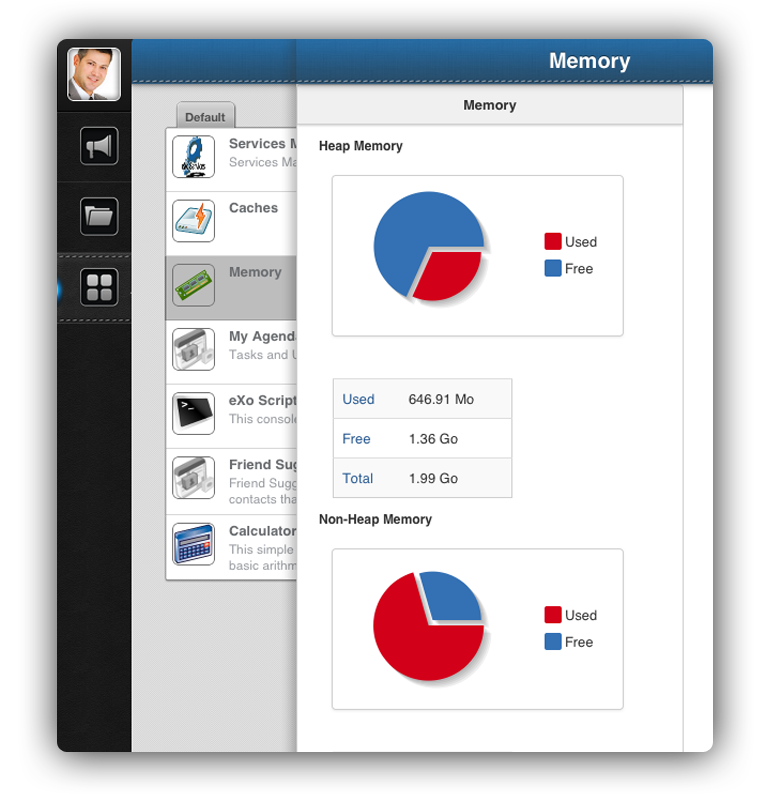 Memory
Default
Services M
Services Ma
Caches
Memory
My Agend
Tasks and U
eXo Script
This console
Friend Sug
Friend Sugg
contacts tha
Calculator
This simple
basic arithm
Memory
Heap Memory
Used
Free
Used 646.91 Mo
Free 1.36 Go
Total 1.99 Go
Non-Heap Memory
Used
Free